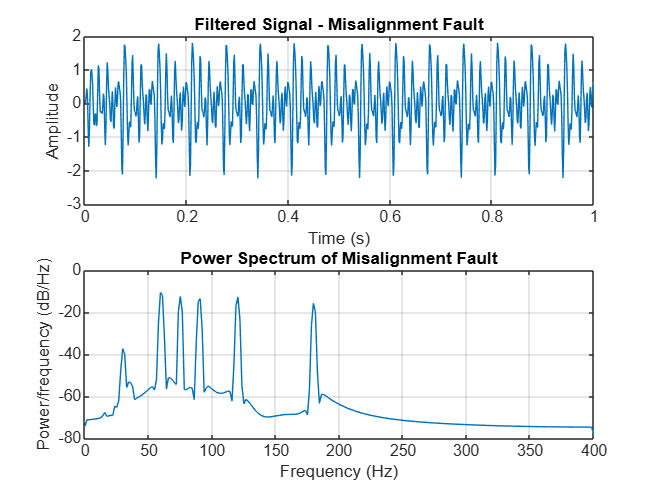 Filtered Signal - Misalignment Fault
Amplitude
2
1
0
-1
-2
-3
0 0.2 0.4 0.6 0.8 1
Time (s)
Power Spectrum of Misalignment Fault
Power/frequency (dB/Hz)
0
-20
-40
-60
-80
0 50 100 150 200 250 300 350 400
Frequency (Hz)